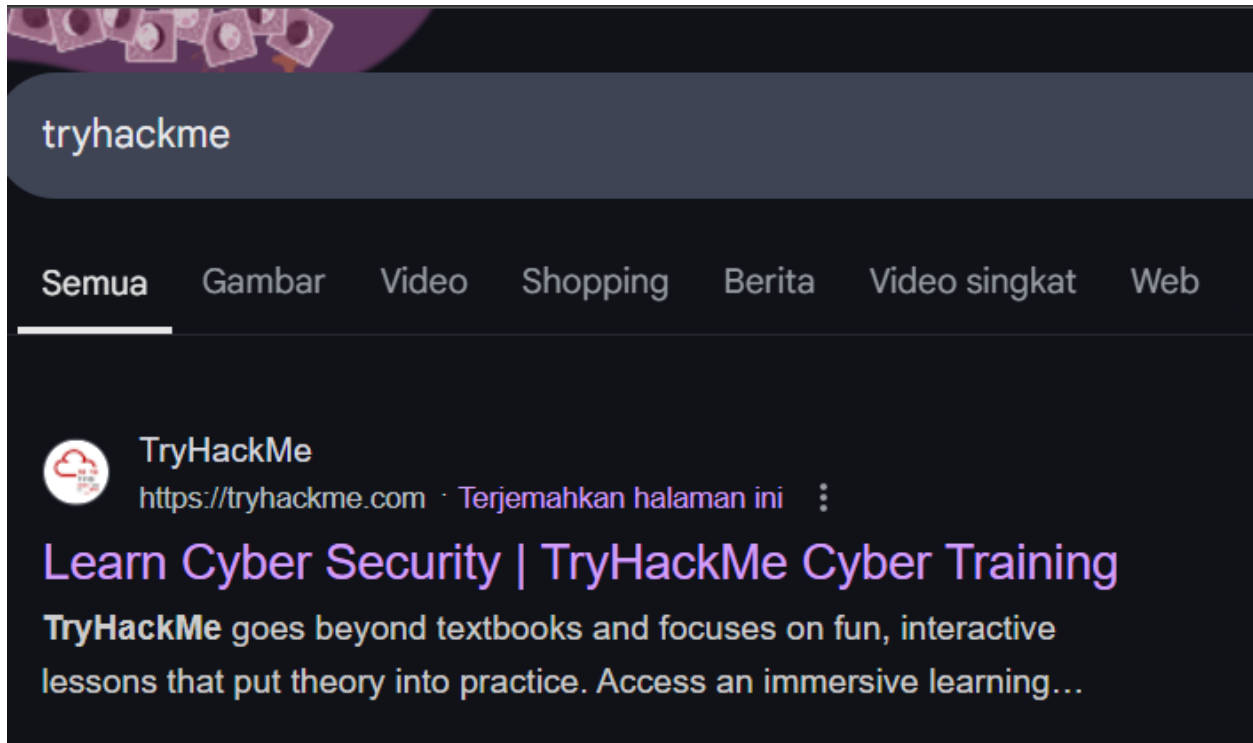 tryhackme
Semua Gambar Video Shopping Berita Video singkat Web
TryHackMe
https://tryhackme.com · Terjemahkan halaman ini
Learn Cyber Security | TryHackMe Cyber Training
TryHackMe goes beyond textbooks and focuses on fun, interactive
lessons that put theory into practice. Access an immersive learning...